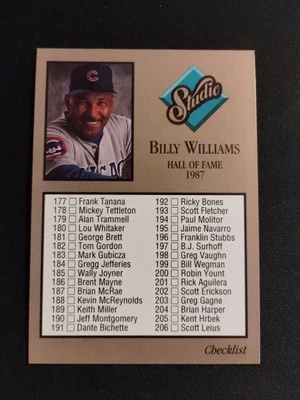 Studio
BILLY WILLIAMS
HALL OF FAME
1987
177 Frank Tanana
178 Mickey Tettleton
179 Alan Trammell
180 Lou Whitaker
181 George Brett
182 Tom Gordon
183 Mark Gubicza
184 Gregg Jefferies
185 Wally Joyner
186 Brent Mayne
187 Brian McRae
188 Kevin McReynolds
189 Keith Miller
190 Jeff Montgomery
191 Dante Bichette
192 Ricky Bones
193 Scott Fletcher
194 Paul Molitor
195 Jaime Navarro
196 Franklin Stubbs
197 B.J. Surhoff
198 Greg Vaughn
199 Bill Wegman
200 Robin Yount
201 Rick Aguilera
202 Scott Erickson
203 Greg Gagne
204 Brian Harper
205 Kent Hrbek
206 Scott Leius
Checklist